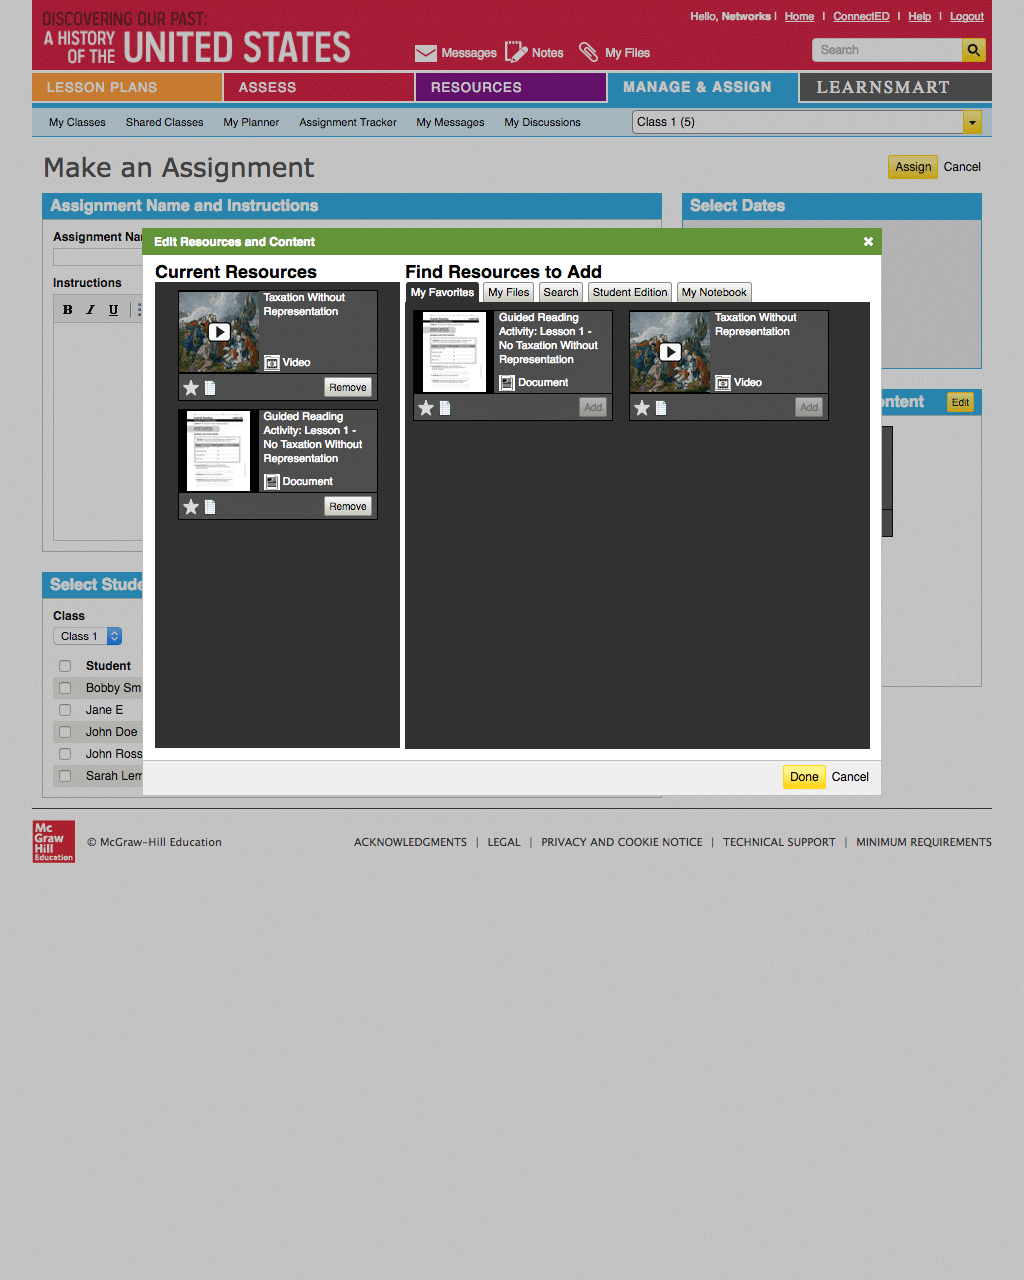 DISCOVERING OUR PAST:
A HISTORY OF THE UNITED STATES
Hello, Networks | Home | ConnectED | Help | Logout
Messages Notes My Files
Search
LESSON PLANS ASSESS RESOURCES MANAGE & ASSIGN LEARNSMART
My Classes Shared Classes My Planner Assignment Tracker My Messages My Discussions Class 1 (5)
Make an Assignment
Assign Cancel
Assignment Name and Instructions
Select Dates
Assignment Na
Edit Resources and Content
Instructions
B I U
Current Resources
Taxation Without
Representation
Video
Remove
Guided Reading
Activity: Lesson 1 -
No Taxation Without
Representation
Document
Remove
Find Resources to Add
My Favorites My Files Search Student Edition My Notebook
Guided Reading
Activity: Lesson 1 -
No Taxation Without
Representation
Document
Add
Taxation Without
Representation
Video
Add
ontent Edit
Select Stude
Class
Class 1
Student
Bobby Sm
Jane E
John Doe
John Ross
Sarah Lem
Done Cancel
Mc
Graw
Hill
Education
© McGraw-Hill Education
ACKNOWLEDGMENTS | LEGAL | PRIVACY AND COOKIE NOTICE | TECHNICAL SUPPORT | MINIMUM REQUIREMENTS